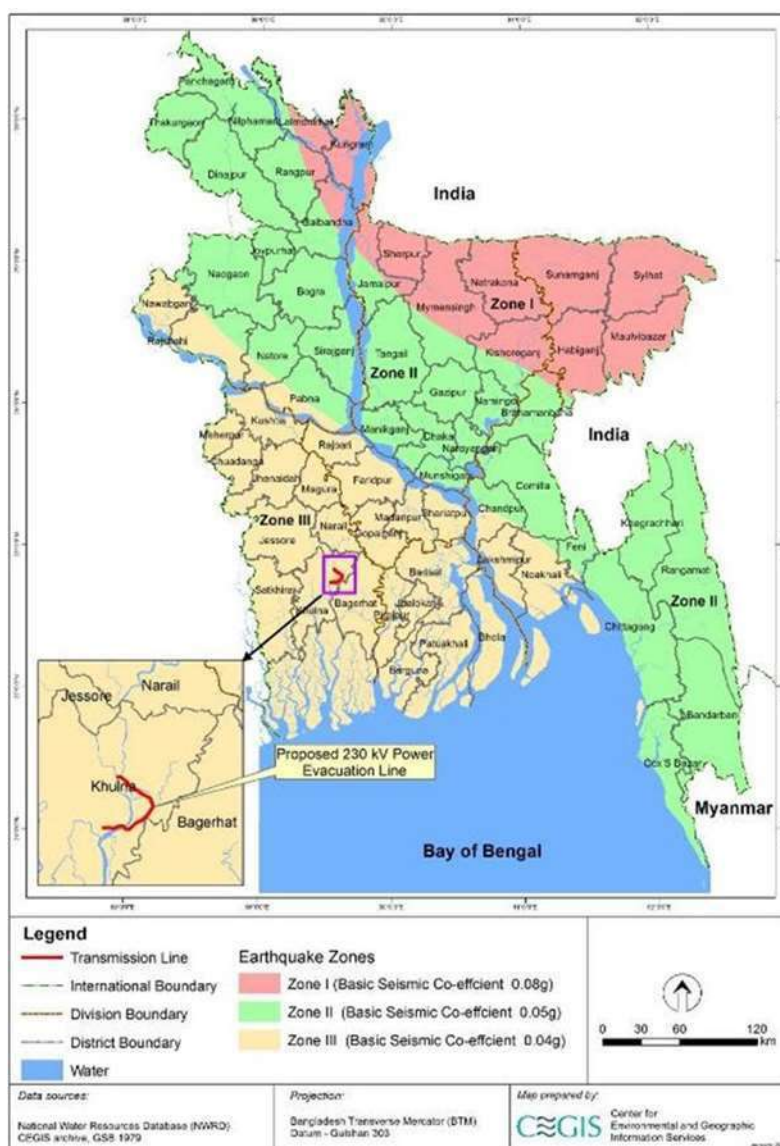 Panchagarh
Thakurgaon
Nilphamari
Lalmonirhat
Kurigram
Dinajpur
Rangpur
India
Gaibandha
Joypurhat
Sherpur
Naogaon
Netrakona
Sunamganj
Sylhet
Bogra
Jamalpur
Mymensingh
Zone I
Nawabganj
Rajshahi
Kishoreganj
Habiganj
Maulvibazar
Natore
Sirajganj
Tangail
Zone II
Gazipur
Pabna
Narsingdi
Brahamanbaria
Kushtia
Manikganj
Dhaka
India
Meherpur
Rajbari
Narayanganj
Chuadanga
Munshiganj
Comilla
Jhenaidah
Faridpur
Magura
Shariatpur
Chandpur
Khagrachhari
Zone III
Madaripur
Narail
Gopalganj
Jessore
Feni
Lakshmipur
Rangamati
Noakhali
Barisal
Zone II
Satkhira
Khulna
Bagerhat
Jhalokati
Pirojpur
Chittagong
Bhola
Patuakhali
Barguna
Bandarban
Cox'S Bazar
Myanmar
Bay of Bengal
Jessore
Narail
Khulna
Bagerhat
Proposed 230 kV Power
Evacuation Line
Legend
Transmission Line
International Boundary
Division Boundary
District Boundary
Water
Earthquake Zones
Zone I (Basic Seismic Co-effcient 0.08g)
Zone II (Basic Seismic Co-effcient 0.05g)
Zone III (Basic Seismic Co-effcient 0.04g)
0 30 60 120
km
Data sources:
National Water Resources Database (NWRD)
CEGIS archive, GSB 1979
Projection:
Bangladesh Transverse Mercator (BTM)
Datum - Gulshan 303
Map prepared by:
CEGIS
Center for
Environmental and Geographic
Information Services